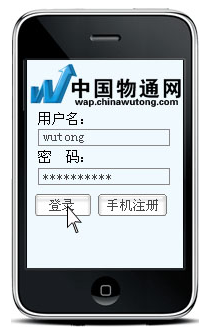 中国物通网
wap.chinawutong.com
用户名：
wutong
密 码：
**********
登录 手机注册